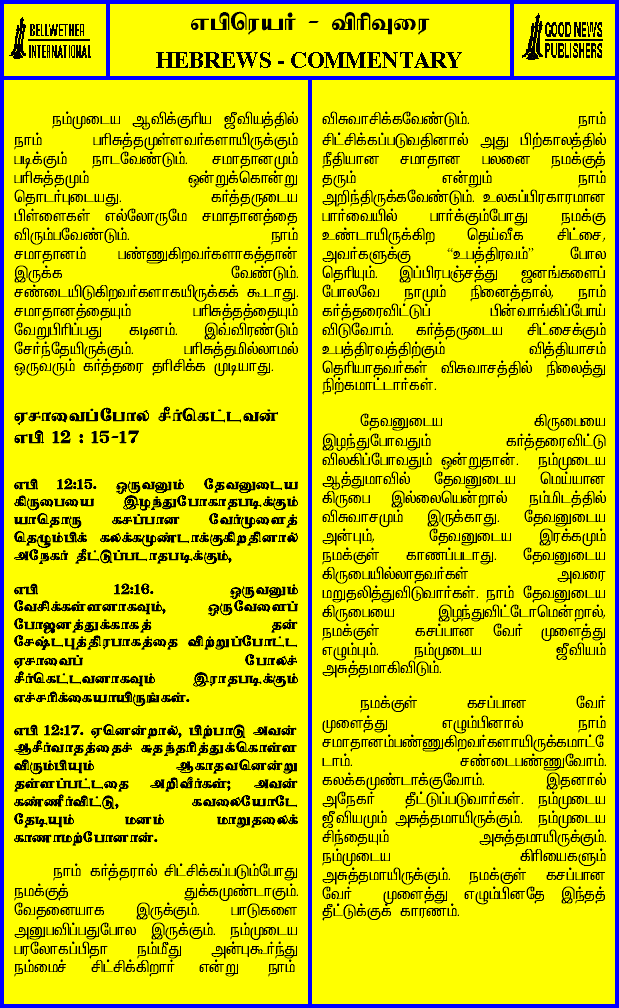 BELLWETHER
INTERNATIONAL
எபிரெயர் - விரிவுரை
HEBREWS - COMMENTARY
GOOD NEWS
PUBLISHERS
நம்முடைய ஆவிக்குரிய ஜீவியத்தில்
நாம் பரிசுத்தமுள்ளவர்களாயிருக்கும்
படிக்கும் நாடவேண்டும். சமாதானமும்
பரிசுத்தமும் ஒன்றுக்கொன்று
தொடர்புடையது. கர்த்தருடைய
பிள்ளைகள் எல்லோருமே சமாதானத்தை
விரும்பவேண்டும். நாம்
சமாதானம் பண்ணுகிறவர்களாகத்தான்
இருக்க வேண்டும்.
சண்டையிடுகிறவர்களாகயிருக்கக் கூடாது.
சமாதானத்தையும் பரிசுத்தத்தையும்
வேறுபிரிப்பது கடினம். இவ்விரண்டும்
சேர்ந்தேயிருக்கும். பரிசுத்தமில்லாமல்
ஒருவரும் கர்த்தரை தரிசிக்க முடியாது.
ஏசாவைப்போல சீர்கெட்டவன்
எபி 12 : 15-17
எபி 12:15. ஒருவனும் தேவனுடைய
கிருபையை இழந்துபோகாதபடிக்கும்
யாதொரு கசப்பான வேர்முளைத்
தெழும்பிக் கலக்கமுண்டாக்குகிறதினால்
அநேகர் தீட்டுப்படாதபடிக்கும்,
எபி 12:16. ஒருவனும்
வேசிக்கள்ளனாகவும், ஒருவேளைப்
போஜனத்துக்காகத் தன்
சேஷ்டபுத்திரபாகத்தை விற்றுப்போட்ட
ஏசாவைப் போலச்
சீர்கெட்டவனாகவும் இராதபடிக்கும்
எச்சரிக்கையாயிருங்கள்.
எபி 12:17. ஏனென்றால், பிற்பாடு அவன்
ஆசீர்வாதத்தைச் சுதந்தரித்துக்கொள்ள
விரும்பியும் ஆகாதவனென்று
தள்ளப்பட்டதை அறிவீர்கள்; அவன்
கண்ணீர்விட்டு, கவலையோடே
தேடியும் மனம் மாறுதலைக்
காணாமற்போனான்.
நாம் கர்த்தரால் சிட்சிக்கப்படும்போது
நமக்குத் துக்கமுண்டாகும்.
வேதனையாக இருக்கும். பாடுகளை
அனுபவிப்பதுபோல இருக்கும். நம்முடைய
பரலோகப்பிதா நம்மீது அன்புகூர்ந்து
நம்மைச் சிட்சிக்கிறார் என்று நாம்
விசுவாசிக்கவேண்டும். நாம்
சிட்சிக்கப்படுவதினால் அது பிற்காலத்தில்
நீதியான சமாதான பலனை நமக்குத்
தரும் என்றும் நாம்
அறிந்திருக்கவேண்டும். உலகப்பிரகாரமான
பார்வையில் பார்க்கும்போது நமக்கு
உண்டாயிருக்கிற தெய்வீக சிட்சை,
அவர்களுக்கு “உபத்திரவம்” போல
தெரியும். இப்பிரபஞ்சத்து ஜனங்களைப்
போலவே நாமும் நினைத்தால், நாம்
கர்த்தரைவிட்டுப் பின்வாங்கிப்போய்
விடுவோம். கர்த்தருடைய சிட்சைக்கும்
உபத்திரவத்திற்கும் வித்தியாசம்
தெரியாதவர்கள் விசுவாசத்தில் நிலைத்து
நிற்கமாட்டார்கள்.
தேவனுடைய கிருபையை
இழந்துபோவதும் கர்த்தரைவிட்டு
விலகிப்போவதும் ஒன்றுதான். நம்முடைய
ஆத்துமாவில் தேவனுடைய மெய்யான
கிருபை இல்லையென்றால் நம்மிடத்தில்
விசுவாசமும் இருக்காது. தேவனுடைய
அன்பும், தேவனுடைய இரக்கமும்
நமக்குள் காணப்படாது. தேவனுடைய
கிருபையில்லாதவர்கள் அவரை
மறுதலித்துவிடுவார்கள். நாம் தேவனுடைய
கிருபையை இழந்துவிட்டோமென்றால்,
நமக்குள் கசப்பான வேர் முளைத்து
எழும்பும். நம்முடைய ஜீவியம்
அசுத்தமாகிவிடும்.
நமக்குள் கசப்பான வேர்
முளைத்து எழும்பினால் நாம்
சமாதானம்பண்ணுகிறவர்களாயிருக்கமாட்டே
டாம். சண்டைபண்ணுவோம்.
கலக்கமுண்டாக்குவோம். இதனால்
அநேகர் தீட்டுப்படுவார்கள். நம்முடைய
ஜீவியமும் அசுத்தமாயிருக்கும். நம்முடைய
சிந்தையும் அசுத்தமாயிருக்கும்.
நம்முடைய கிரியைகளும்
அசுத்தமாயிருக்கும். நமக்குள் கசப்பான
வேர் முளைத்து எழும்பினதே இந்தத்
தீட்டுக்குக் காரணம்.